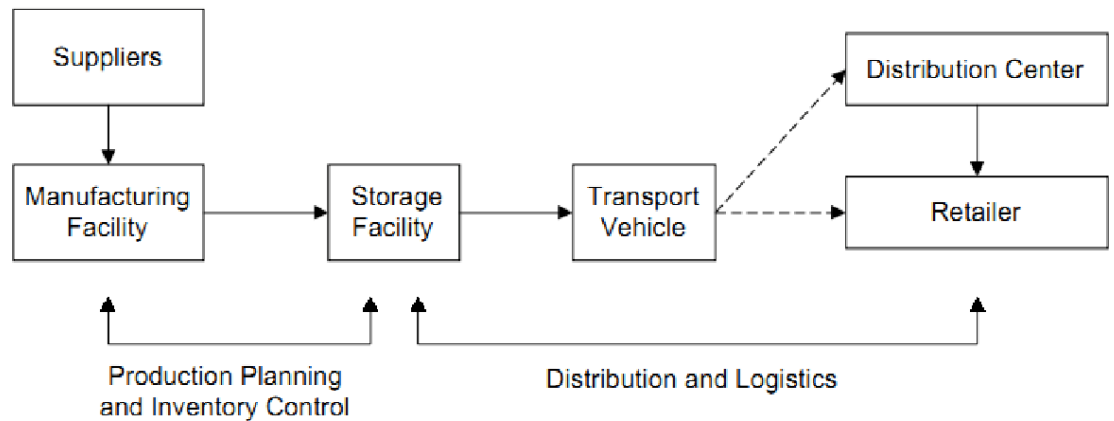 Suppliers
Distribution Center
Manufacturing
Facility
Storage
Facility
Transport
Vehicle
Retailer
Production Planning
and Inventory Control
Distribution and Logistics